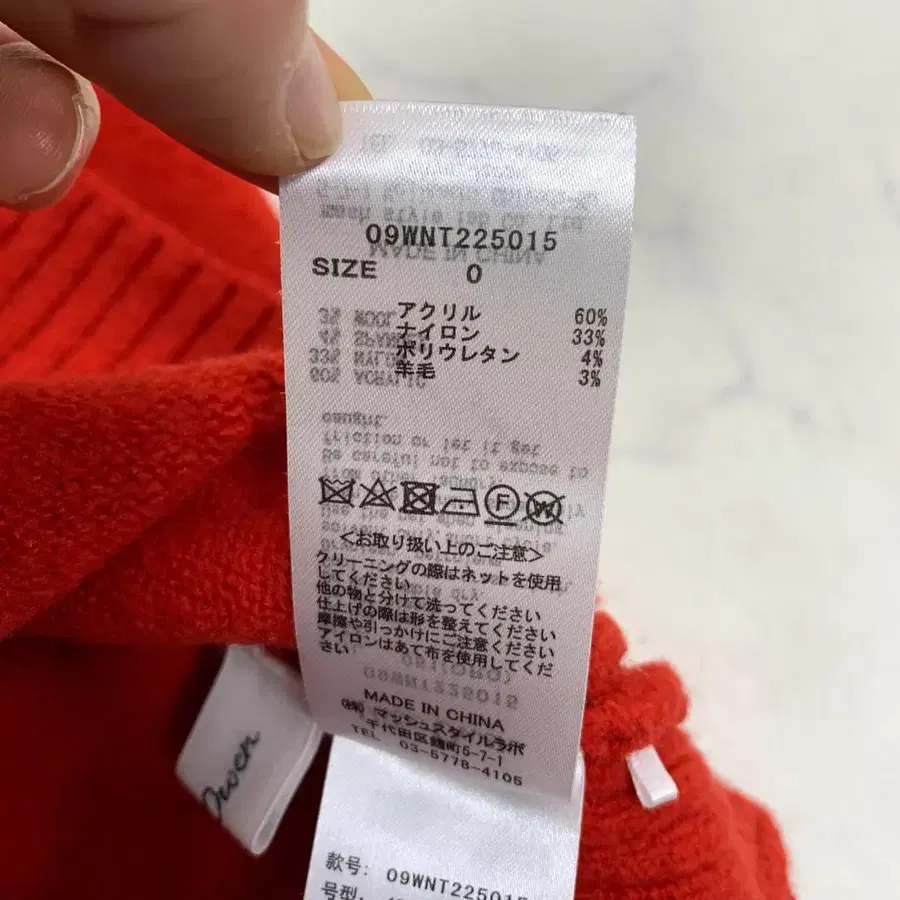 09WNT225015
SIZE 0
アクリル 60%
ナイロン 33%
ポリウレタン 4%
羊毛 3%
F
W
<お取り扱い上のご注意>
クリーニングの際はネットを使用
してください
他の物と分けて洗ってください
仕上げの際は形を整えてください
摩擦や引っかけにご注意ください
アイロンはあて布を使用してくだ
さい
MADE IN CHINA
(株) マッシュスタイルラボ
千代田区麹町5-7-1
TEL 03-5778-4105
Owen
款号: 09WNT225015
号型: